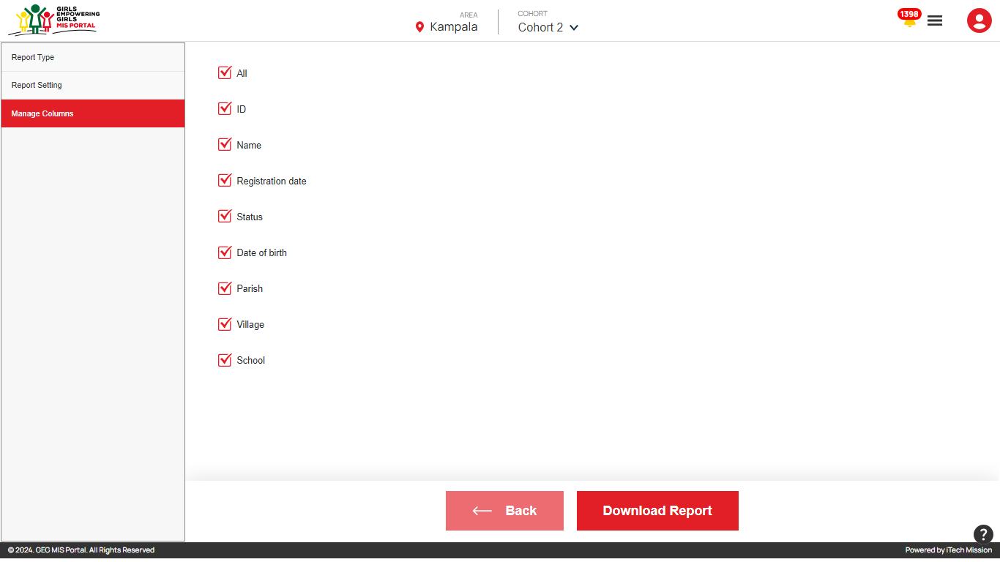 GIRLS
EMPOWERING
GIRLS
MIS PORTAL
AREA
Kampala
COHORT
Cohort 2
1398
Report Type
Report Setting
Manage Columns
All
ID
Name
Registration date
Status
Date of birth
Parish
Village
School
Back
Download Report
?
© 2024. GEG MIS Portal. All Rights Reserved
Powered by iTech Mission